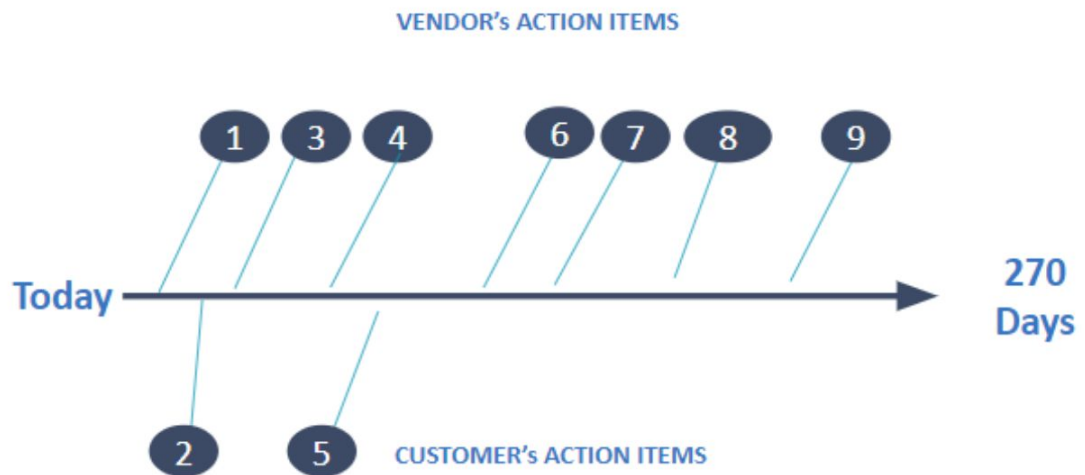 VENDOR's ACTION ITEMS
1 3 4 6 7 8 9
Today
270
Days
2 5 CUSTOMER's ACTION ITEMS